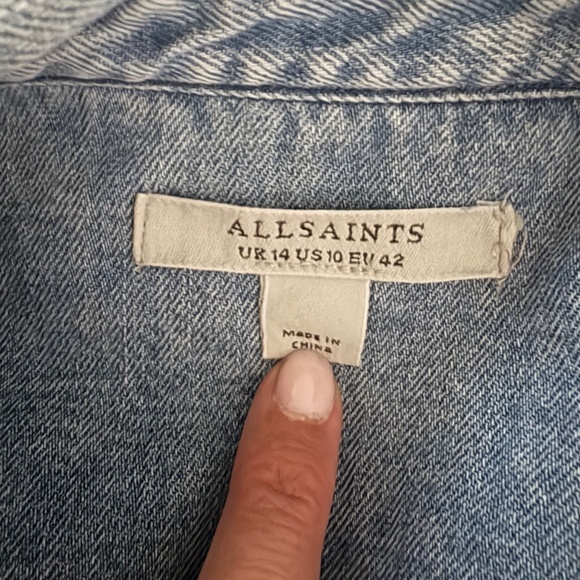 ALLSAINTS
UK 14 US 10 EU 42
MADE IN
CHINA